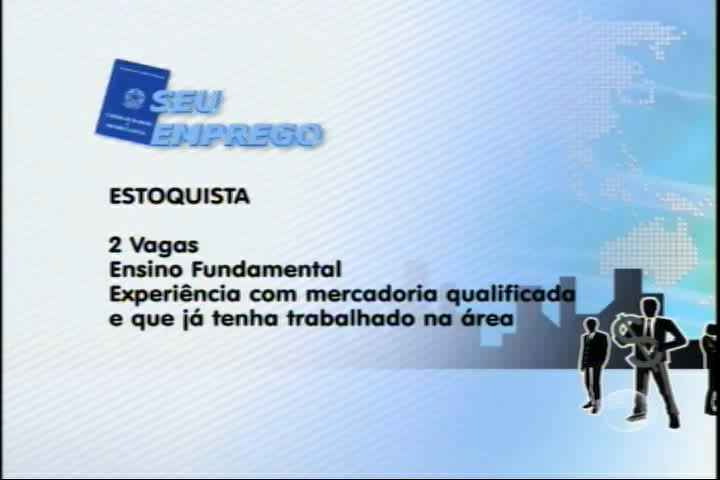 SEU
EMPREGO
ESTOQUISTA
2 Vagas
Ensino Fundamental
Experiência com mercadoria qualificada
e que já tenha trabalhado na área